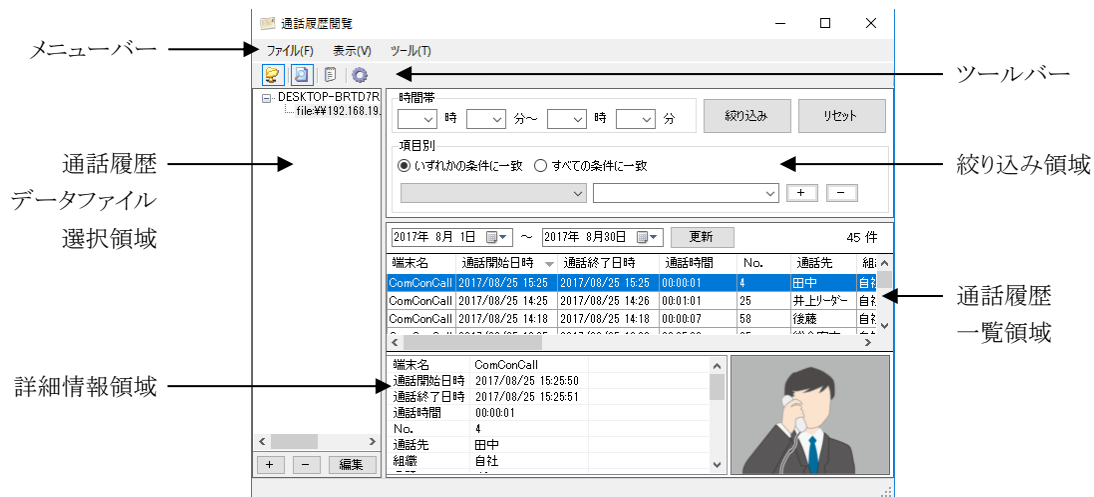 通話履歴閲覧
メニューバー
ファイル(F) 表示(V) ツール(T)
ツールバー
DESKTOP-BRTD7R
file:¥¥192.168.19.
時間帯
時 分～ 時 分
絞り込み リセット
項目別
いずれかの条件に一致 すべての条件に一致
+ −
通話履歴
データファイル
選択領域
絞り込み領域
2017年 8月 1日 ～ 2017年 8月30日 更新 45 件
端末名 通話開始日時 通話終了日時 通話時間 No. 通話先 組織
ComConCall 2017/08/25 15:25 2017/08/25 15:25 00:00:01 4 田中 自社
ComConCall 2017/08/25 14:25 2017/08/25 14:26 00:01:01 25 井上リーダー 自社
ComConCall 2017/08/25 14:18 2017/08/25 14:18 00:00:07 58 後藤 自社
通話履歴
一覧領域
詳細情報領域
端末名 ComConCall
通話開始日時 2017/08/25 15:25:50
通話終了日時 2017/08/25 15:25:51
通話時間 00:00:01
No. 4
通話先 田中
組織 自社
+ − 編集